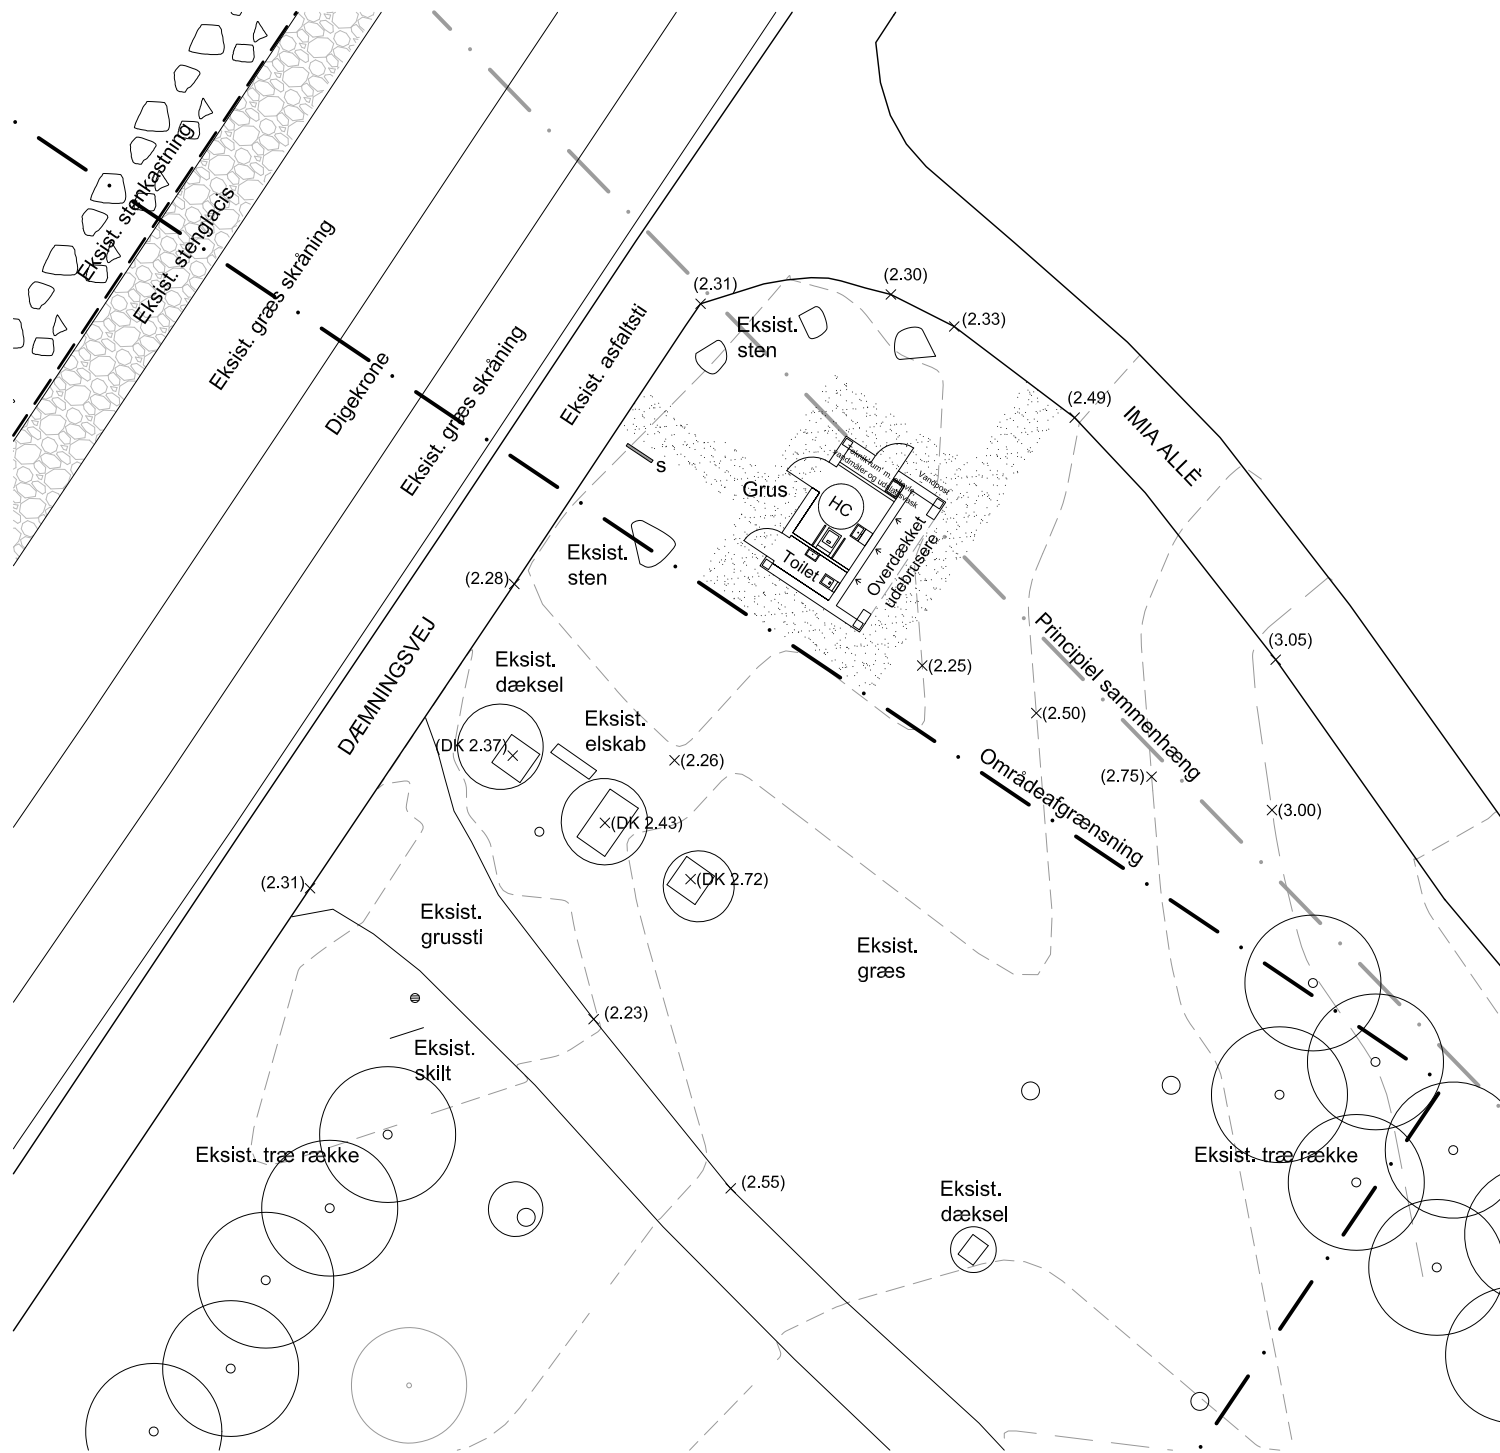 Eksist. stenkastning
Eksist. stenglacis
Eksist. græs skråning
Digekrone
Eksist. græs skråning
Eksist. asfaltsti
(2.31)
(2.30)
(2.33)
Eksist.
sten
(2.49)
IMIA ALLÈ
s
Grus
Vandpost
HC
Toilet
Overdækket
udebrusere
Eksist.
sten
(2.28)
DÆMNINGSVEJ
Eksist.
dæksel
(2.25)
(3.05)
Principiel sammenhæng
(2.50)
Eksist.
elskab
(DK 2.37)
(2.26)
(2.75)
Områdeafgrænsning
(3.00)
(DK 2.43)
(DK 2.72)
(2.31)
Eksist.
grussti
Eksist.
græs
(2.23)
Eksist.
skilt
Eksist. træ række
Eksist. træ række
(2.55)
Eksist.
dæksel